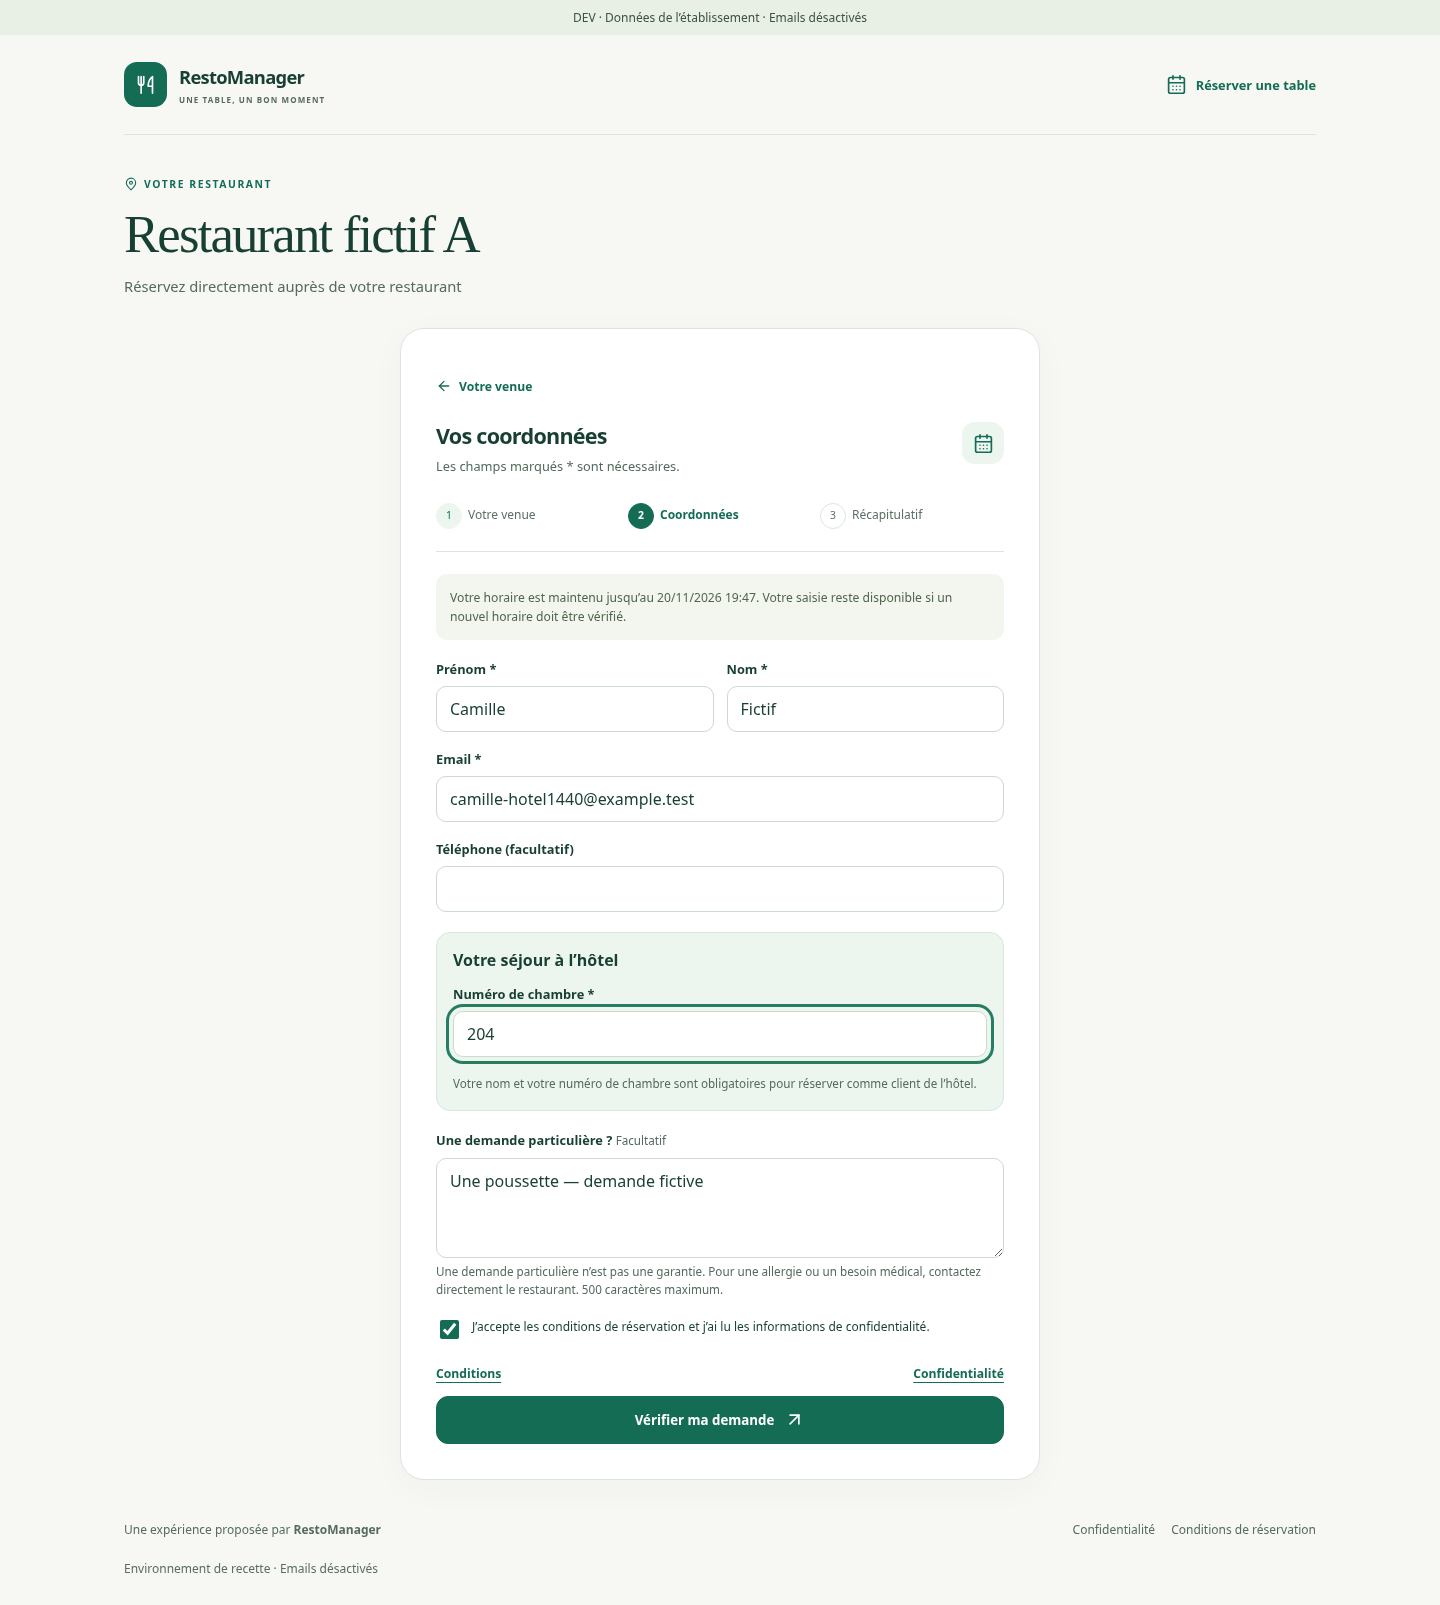 DEV · Données de l’établissement · Emails désactivés
RestoManager
UNE TABLE, UN BON MOMENT
Réserver une table
VOTRE RESTAURANT
Restaurant fictif A
Réservez directement auprès de votre restaurant
Votre venue
Vos coordonnées
Les champs marqués * sont nécessaires.
1 Votre venue
2 Coordonnées
3 Récapitulatif
Votre horaire est maintenu jusqu’au 20/11/2026 19:47. Votre saisie reste disponible si un
nouvel horaire doit être vérifié.
Prénom *
Nom *
Camille
Fictif
Email *
camille-hotel1440@example.test
Téléphone (facultatif)
Votre séjour à l’hôtel
Numéro de chambre *
204
Votre nom et votre numéro de chambre sont obligatoires pour réserver comme client de l’hôtel.
Une demande particulière ? Facultatif
Une poussette — demande fictive
Une demande particulière n’est pas une garantie. Pour une allergie ou un besoin médical, contactez
directement le restaurant. 500 caractères maximum.
J’accepte les conditions de réservation et j’ai lu les informations de confidentialité.
Conditions
Confidentialité
Vérifier ma demande
Une expérience proposée par RestoManager
Confidentialité
Conditions de réservation
Environnement de recette · Emails désactivés